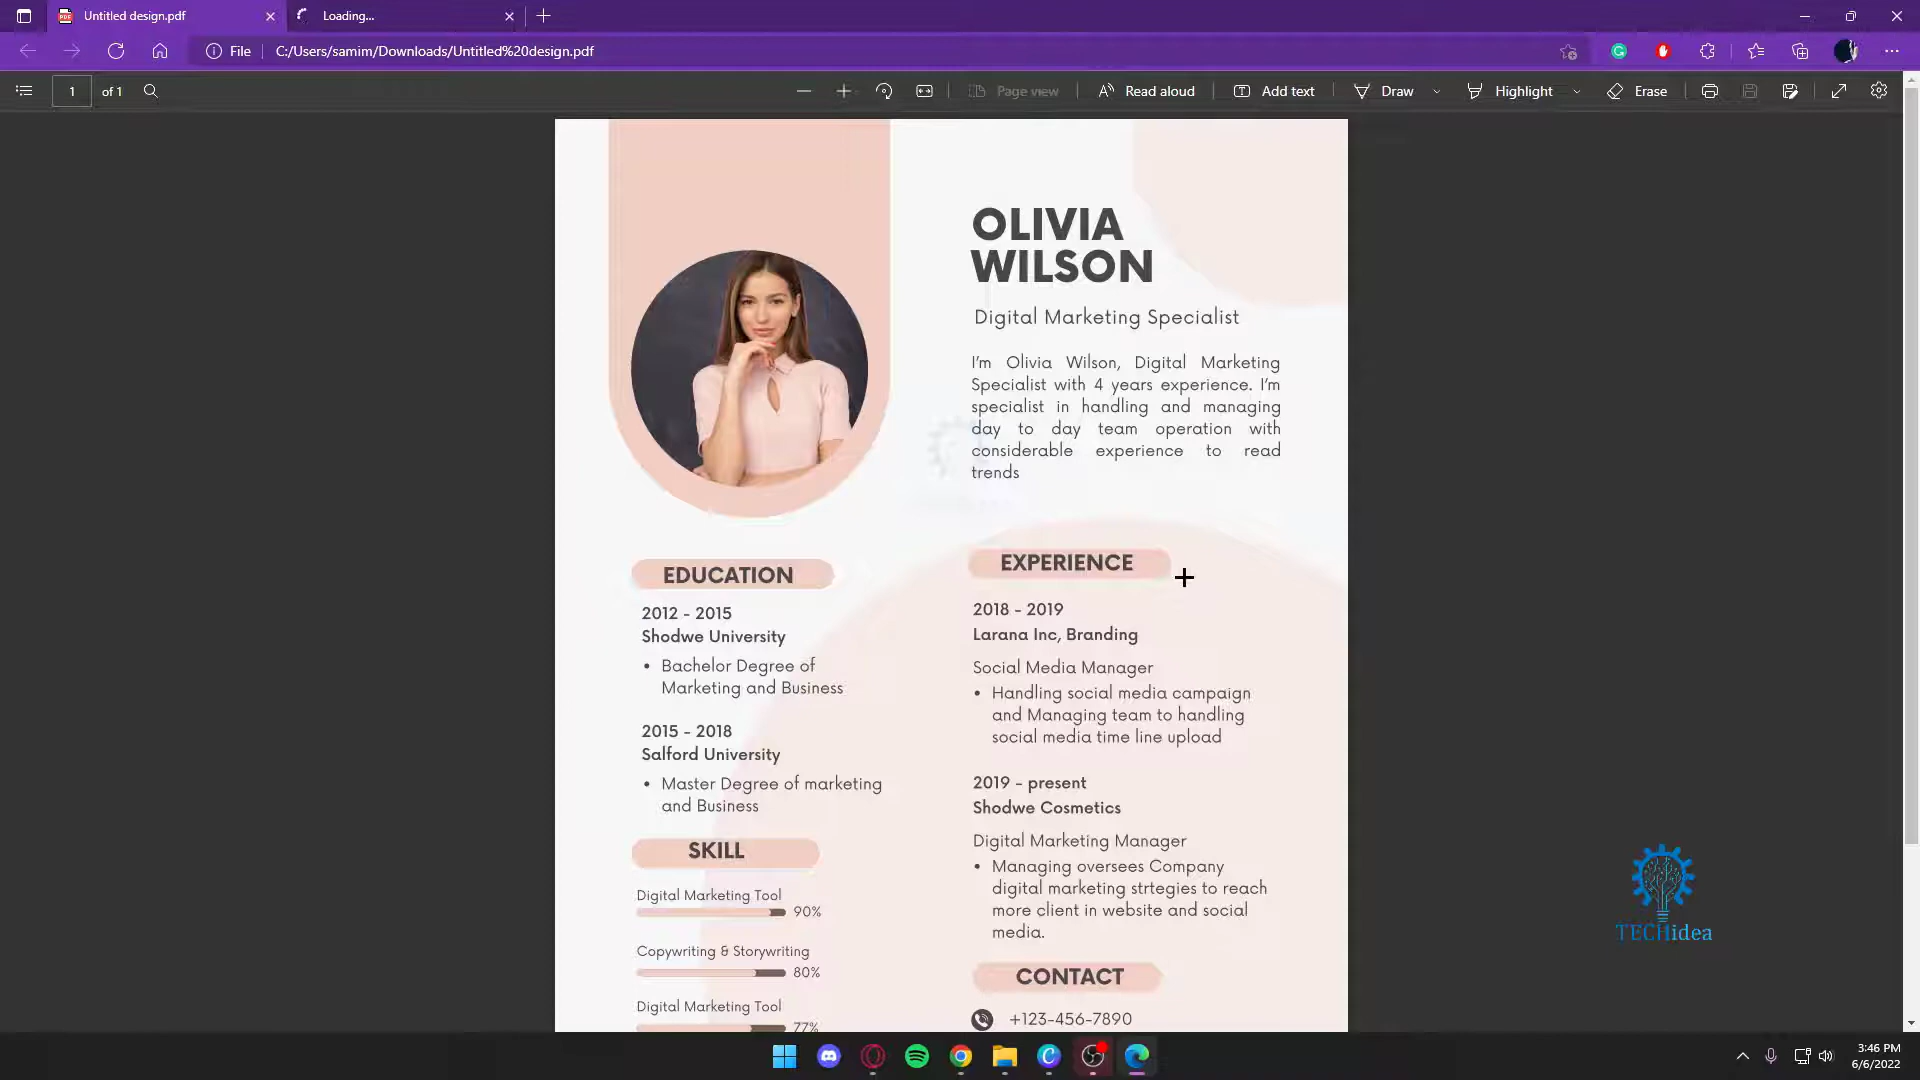 Untitled design.pdf
Loading...
File
C:/Users/samim/Downloads/Untitled%20design.pdf
1 of 1
Page view
Read aloud
Add text
Draw
Highlight
Erase
OLIVIA
WILSON
Digital Marketing Specialist
I'm Olivia Wilson, Digital Marketing
Specialist with 4 years experience. I'm
specialist in handling and managing
day to day team operation with
considerable experience to read
trends
EDUCATION
2012 - 2015
Shodwe University
• Bachelor Degree of
Marketing and Business
2015 - 2018
Salford University
• Master Degree of marketing
and Business
SKILL
Digital Marketing Tool
90%
Copywriting & Storywriting
80%
Digital Marketing Tool
77%
EXPERIENCE
2018 - 2019
Larana Inc, Branding
Social Media Manager
• Handling social media campaign
and Managing team to handling
social media time line upload
2019 - present
Shodwe Cosmetics
Digital Marketing Manager
• Managing oversees Company
digital marketing strtegies to reach
more client in website and social
media.
CONTACT
+123-456-7890
TECHidea
3:46 PM
6/6/2022